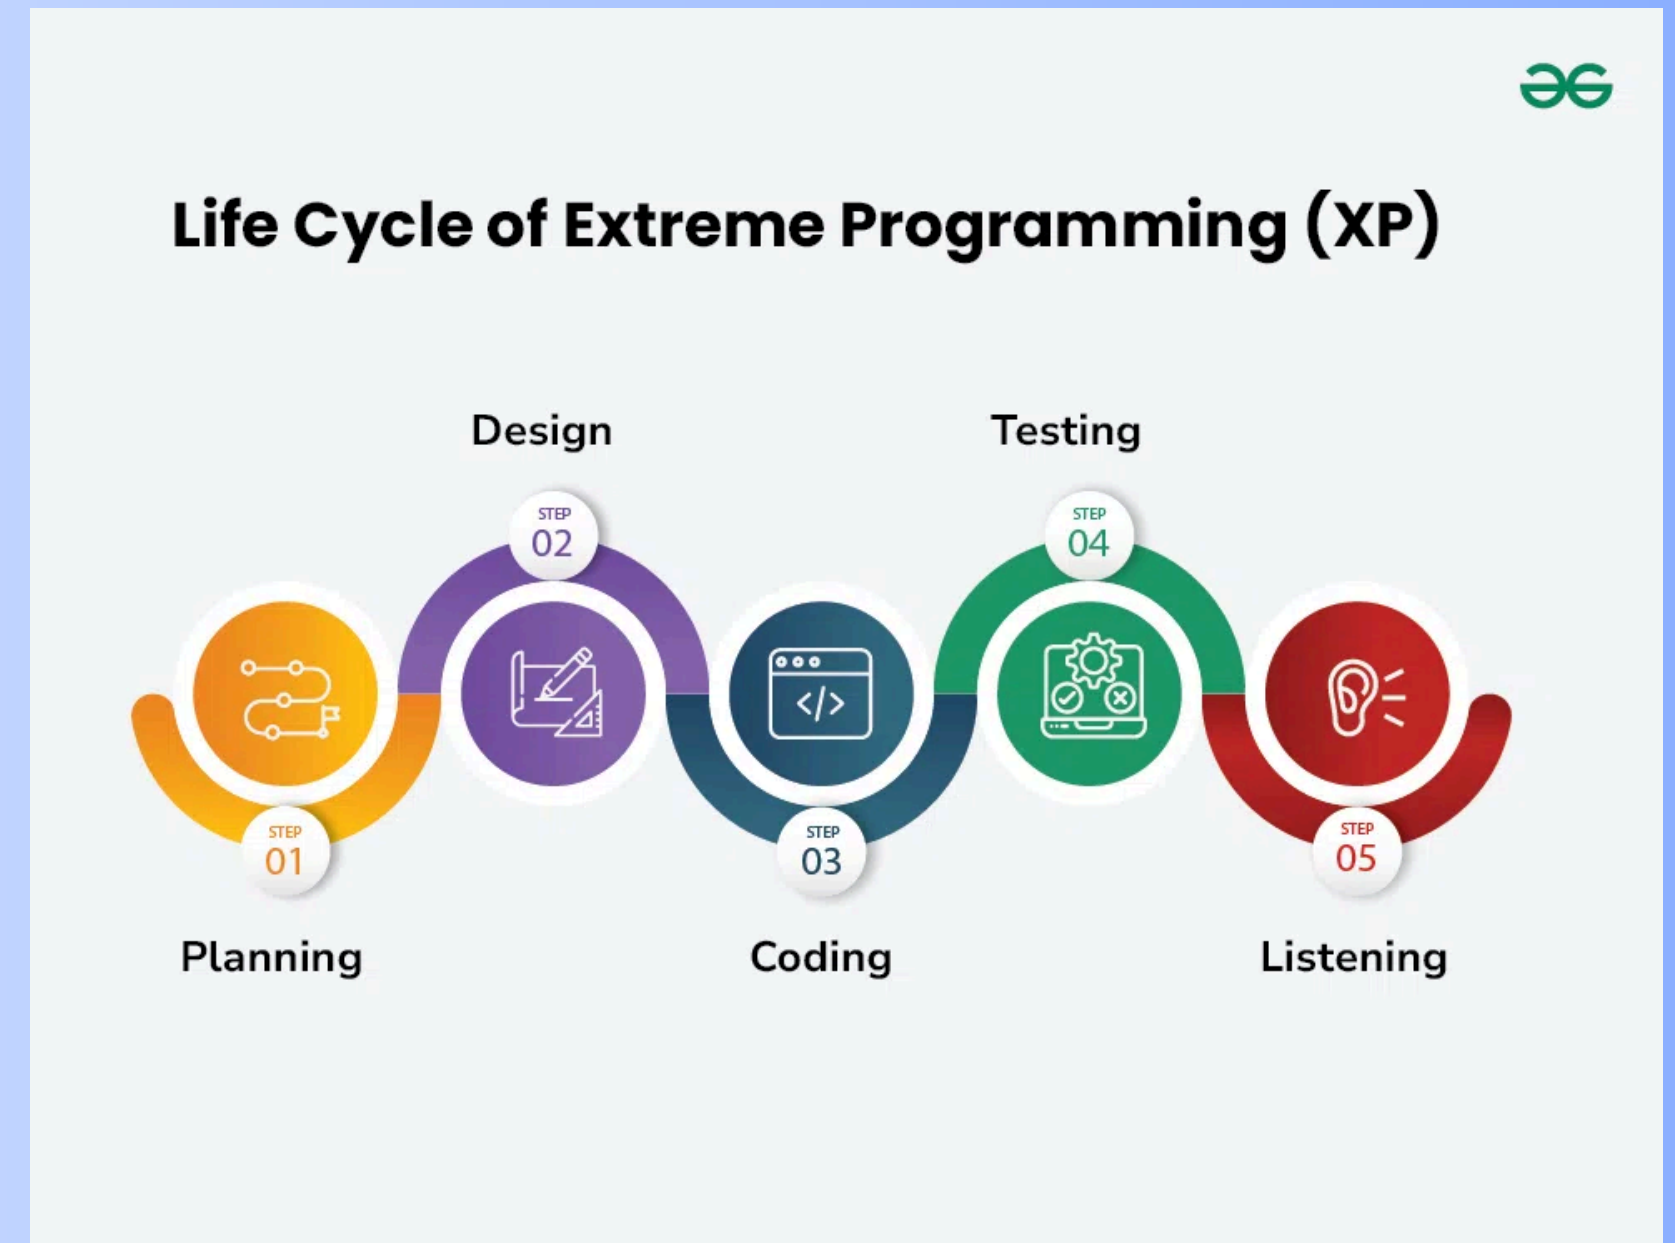 Life Cycle of Extreme Programming (XP)
Design
Testing
STEP
02
STEP
04
</>
STEP
01
STEP
03
STEP
05
Planning
Coding
Listening